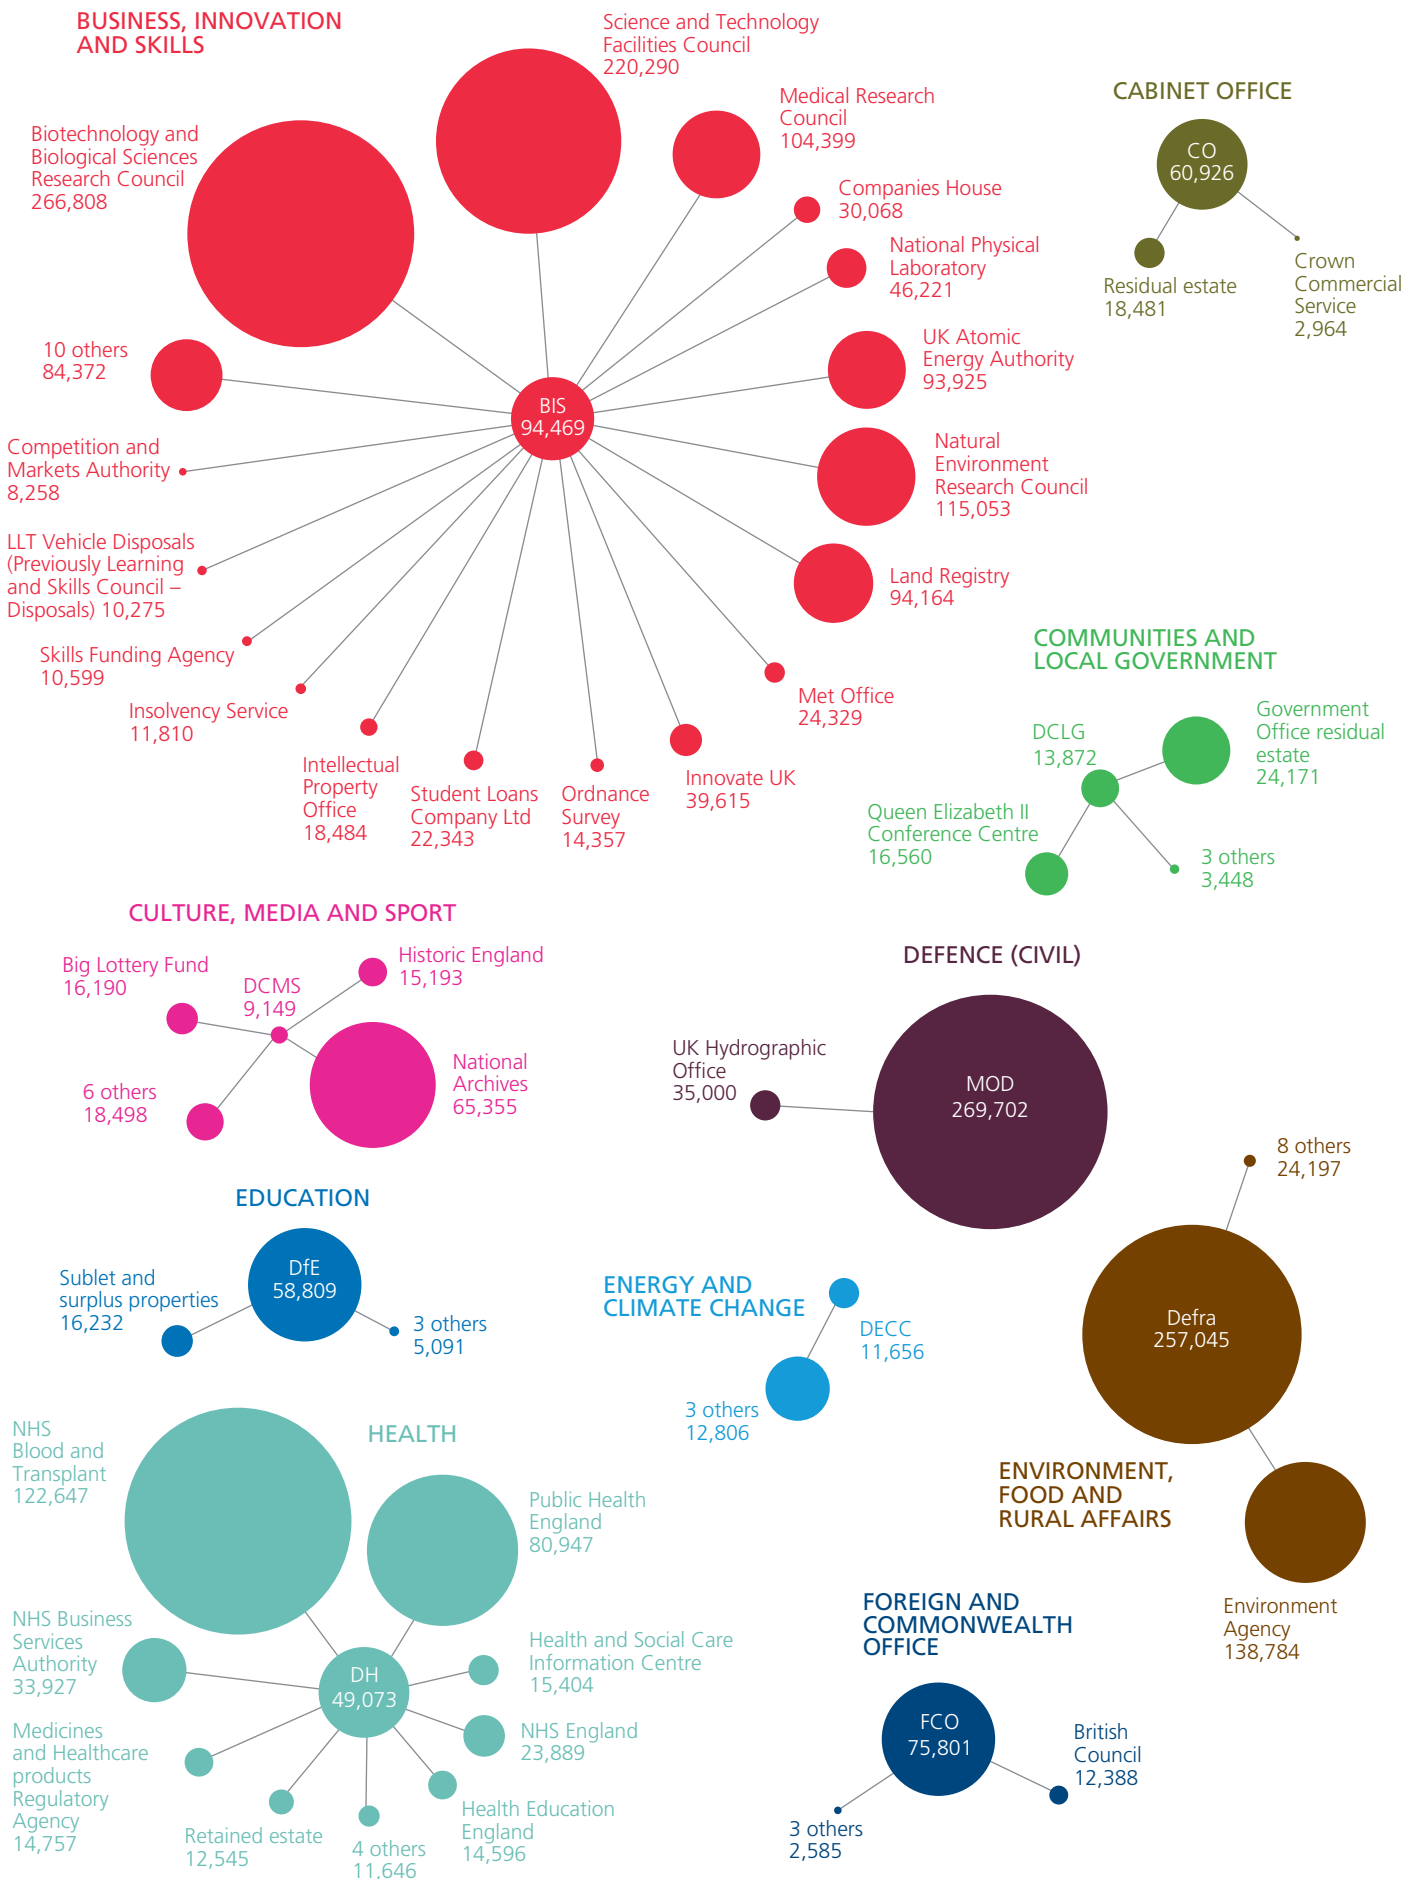 BUSINESS, INNOVATION
AND SKILLS
Science and Technology
Facilities Council
220,290
Medical Research
Council
104,399
CABINET OFFICE
Biotechnology and
Biological Sciences
Research Council
266,808
CO
60,926
Companies House
30,068
National Physical
Laboratory
46,221
Residual estate
18,481
Crown
Commercial
Service
2,964
10 others
84,372
UK Atomic
Energy Authority
93,925
BIS
94,469
Competition and
Markets Authority
8,258
Natural
Environment
Research Council
115,053
LLT Vehicle Disposals
(Previously Learning
and Skills Council –
Disposals) 10,275
Land Registry
94,164
Skills Funding Agency
10,599
Insolvency Service
11,810
Intellectual
Property
Office
18,484
Student Loans
Company Ltd
22,343
Ordnance
Survey
14,357
Innovate UK
39,615
Met Office
24,329
COMMUNITIES AND
LOCAL GOVERNMENT
DCLG
13,872
Government
Office residual
estate
24,171
Queen Elizabeth II
Conference Centre
16,560
3 others
3,448
CULTURE, MEDIA AND SPORT
Big Lottery Fund
16,190
DCMS
9,149
Historic England
15,193
National
Archives
65,355
6 others
18,498
DEFENCE (CIVIL)
UK Hydrographic
Office
35,000
MOD
269,702
EDUCATION
DfE
58,809
Sublet and
surplus properties
16,232
3 others
5,091
ENERGY AND
CLIMATE CHANGE
DECC
11,656
3 others
12,806
8 others
24,197
Defra
257,045
ENVIRONMENT,
FOOD AND
RURAL AFFAIRS
Environment
Agency
138,784
HEALTH
NHS
Blood and
Transplant
122,647
Public Health
England
80,947
NHS Business
Services
Authority
33,927
DH
49,073
Health and Social Care
Information Centre
15,404
NHS England
23,889
Medicines
and Healthcare
products
Regulatory
Agency
14,757
Retained estate
12,545
4 others
11,646
Health Education
England
14,596
FOREIGN AND
COMMONWEALTH
OFFICE
FCO
75,801
British
Council
12,388
3 others
2,585